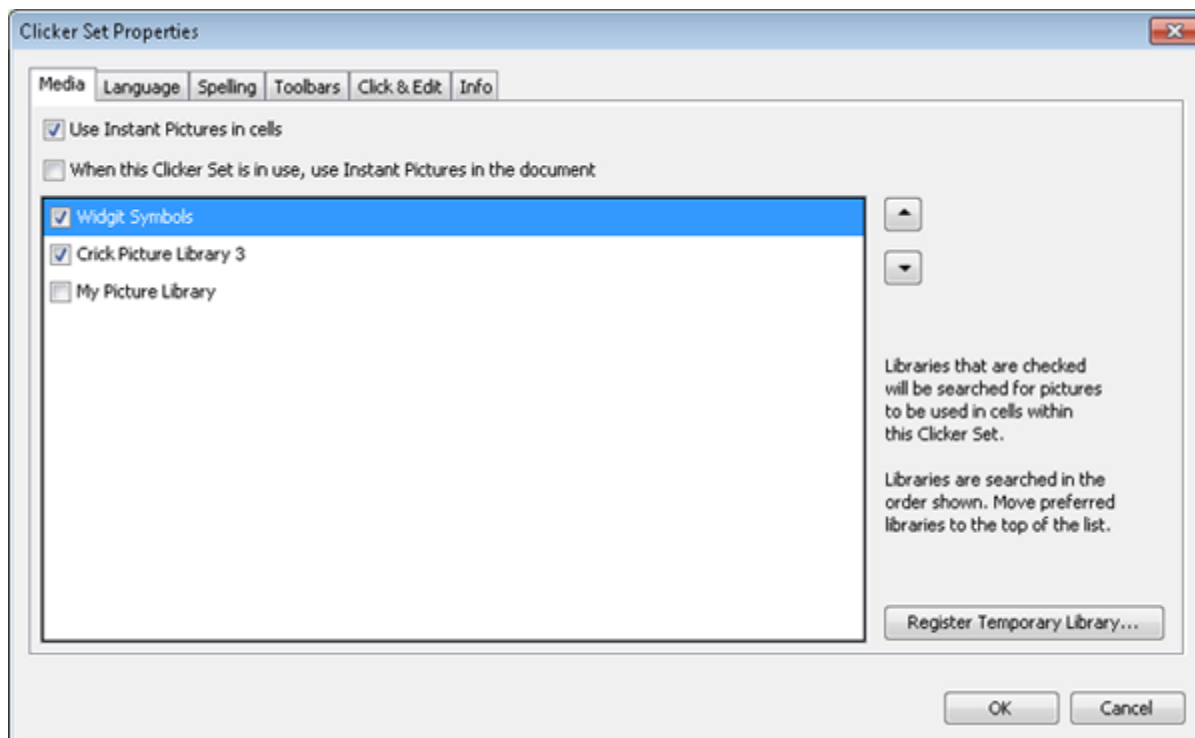 Clicker Set Properties
Media Language Spelling Toolbars Click & Edit Info
Use Instant Pictures in cells
When this Clicker Set is in use, use Instant Pictures in the document
Widgit Symbols
Crick Picture Library 3
My Picture Library
Libraries that are checked
will be searched for pictures
to be used in cells within
this Clicker Set.
Libraries are searched in the
order shown. Move preferred
libraries to the top of the list.
Register Temporary Library...
OK Cancel